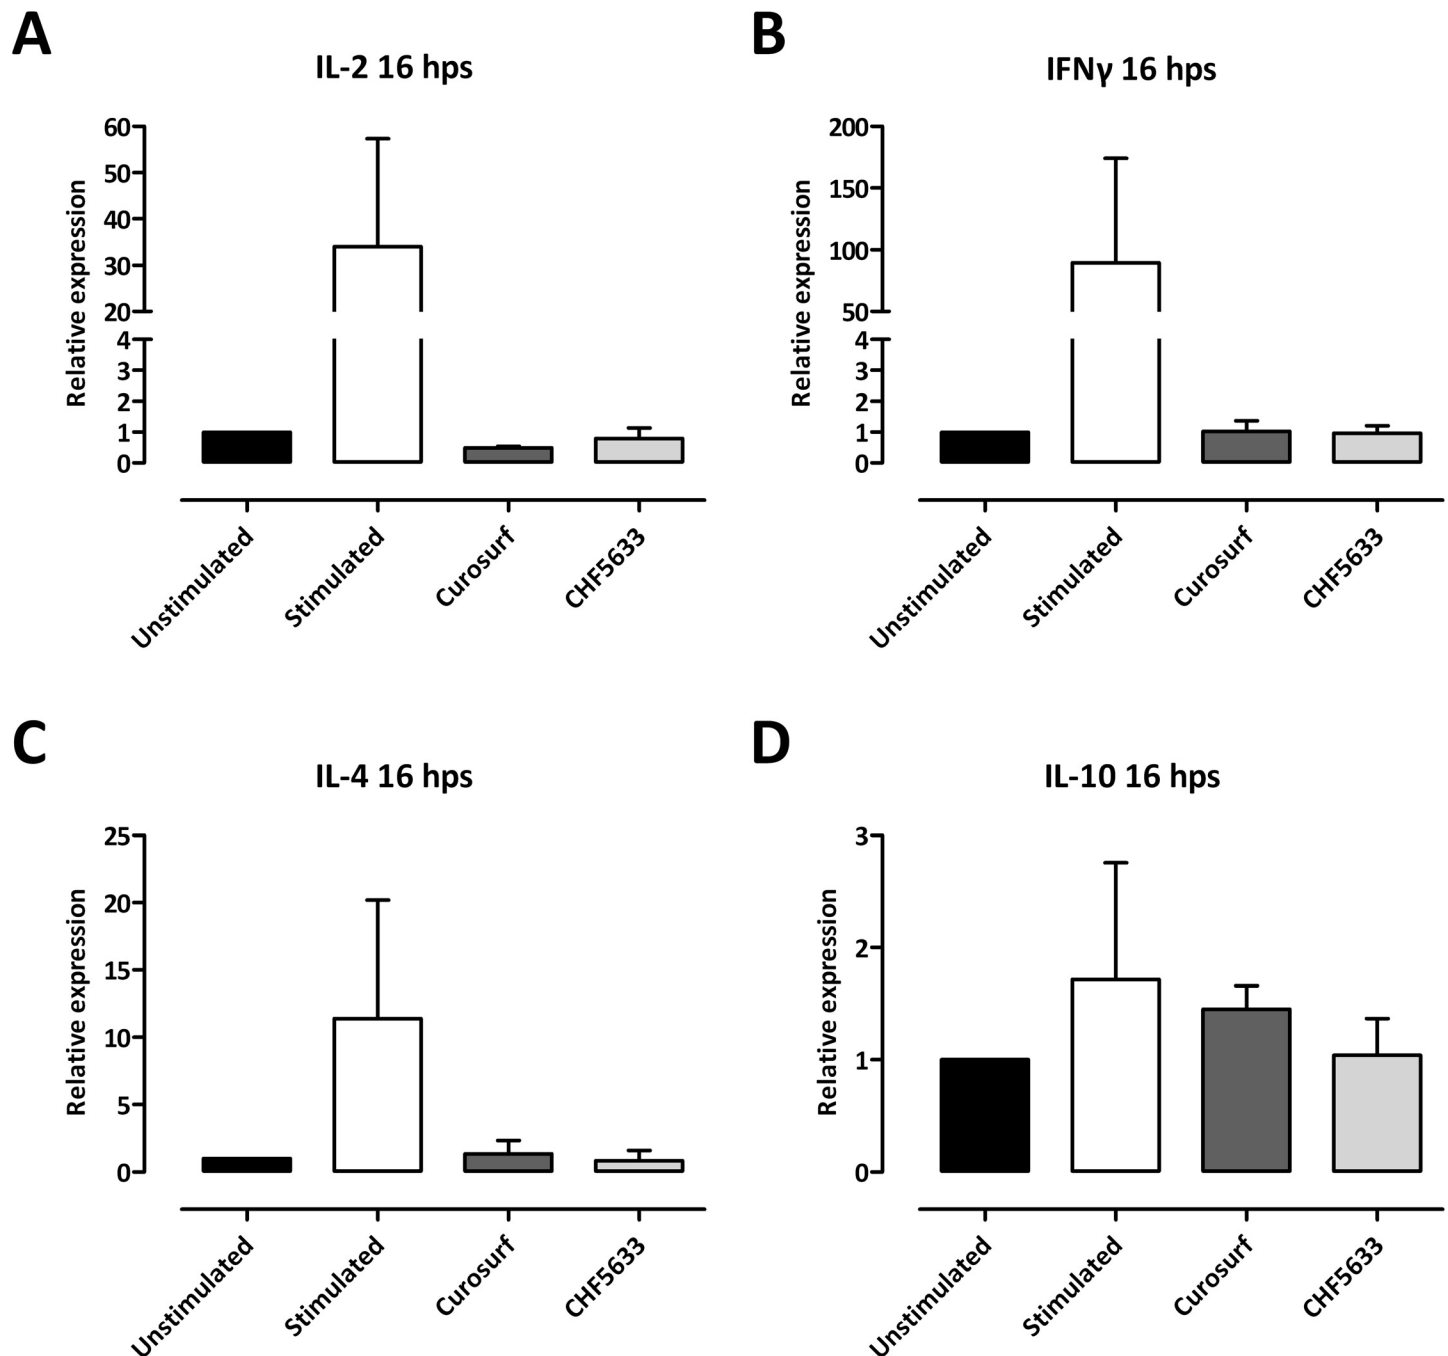 A
IL-2 16 hps
Relative expression
60
50
40
30
20
4
3
2
1
0
Unstimulated
Stimulated
Curosurf
CHF5633
B
IFNγ 16 hps
Relative expression
200
150
100
50
4
3
2
1
0
Unstimulated
Stimulated
Curosurf
CHF5633
C
IL-4 16 hps
Relative expression
25
20
15
10
5
0
Unstimulated
Stimulated
Curosurf
CHF5633
D
IL-10 16 hps
Relative expression
3
2
1
0
Unstimulated
Stimulated
Curosurf
CHF5633